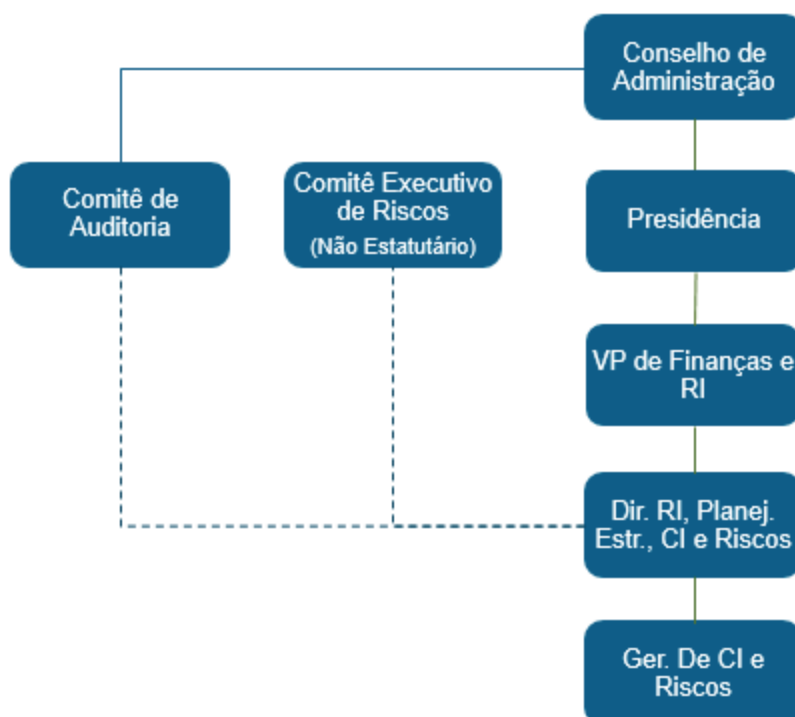 Conselho de
Administração
Comitê de
Auditoria
Comitê Executivo
de Riscos
(Não Estatutário)
Presidência
VP de Finanças e
RI
Dir. RI, Planej.
Estr., CI e Riscos
Ger. De CI e
Riscos